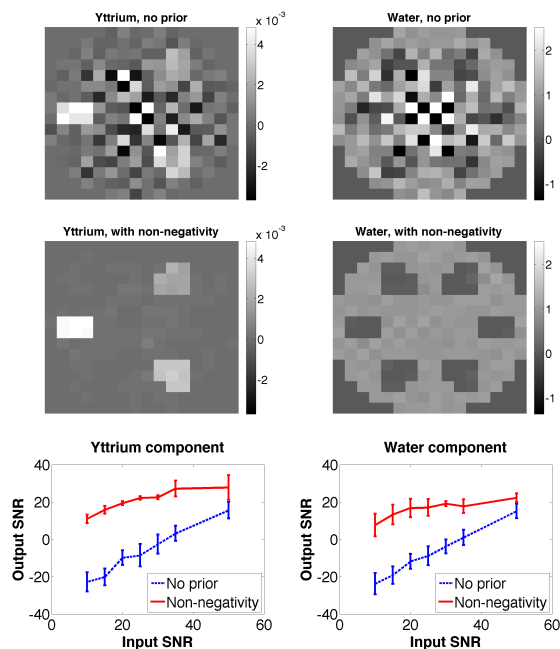 Yttrium, no prior
x 10⁻³
4
2
0
-2
Water, no prior
2
1
0
-1
Yttrium, with non-negativity
x 10⁻³
4
2
0
-2
Water, with non-negativity
2
1
0
-1
Yttrium component
Output SNR
40
20
0
-20
-40
0
20
40
60
Input SNR
No prior
Non-negativity
Water component
Output SNR
40
20
0
-20
-40
0
20
40
60
Input SNR
No prior
Non-negativity